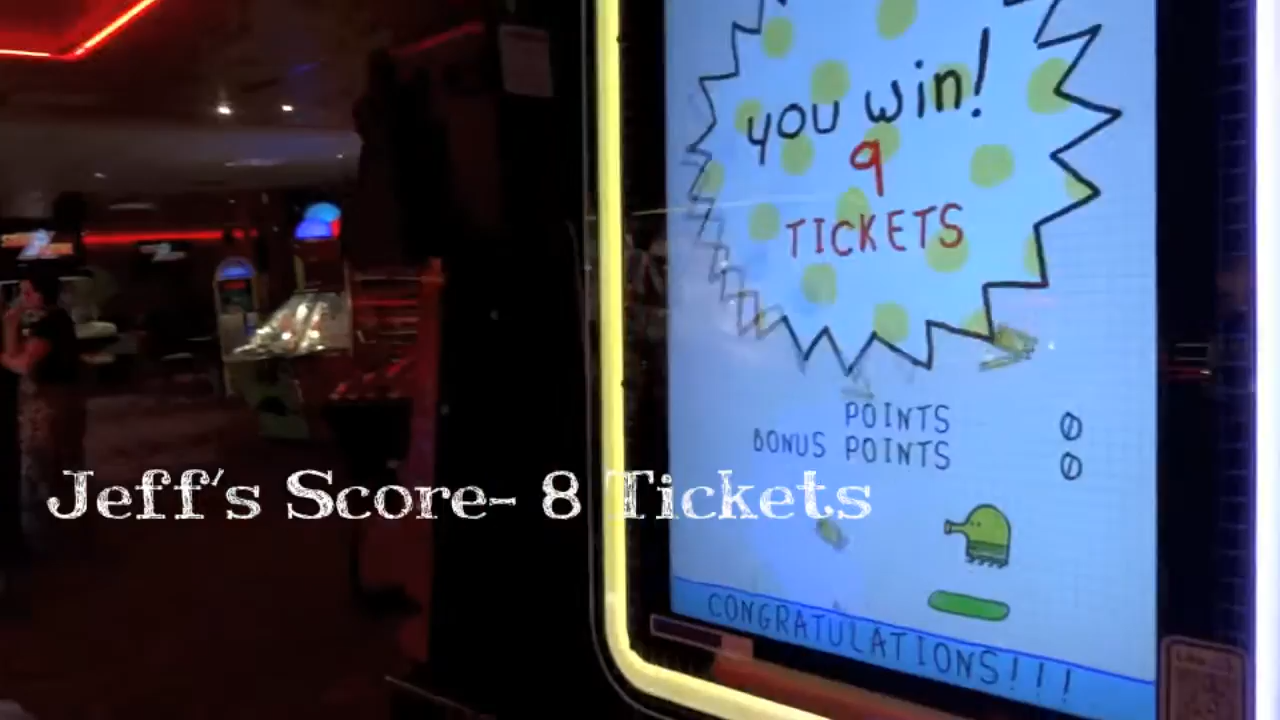 you win!
9
TICKETS
POINTS 0
BONUS POINTS 0
Jeff's Score- 8 Tickets
CONGRATULATIONS!!!